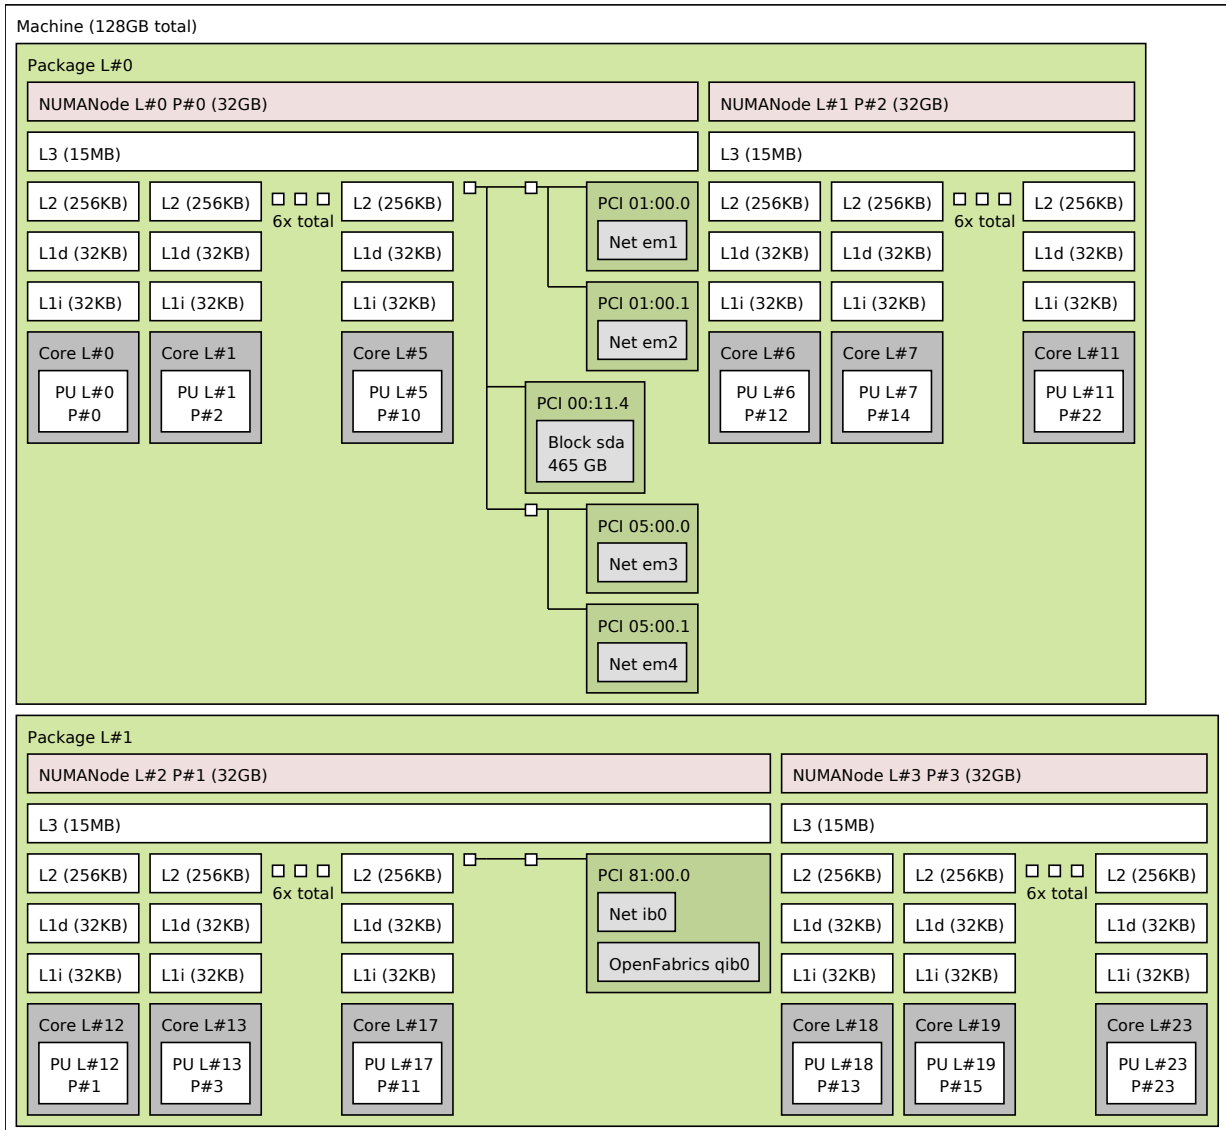 Machine (128GB total)
Package L#0
NUMANode L#0 P#0 (32GB)
NUMANode L#1 P#2 (32GB)
L3 (15MB)
L3 (15MB)
L2 (256KB)
L2 (256KB)
6x total
L2 (256KB)
L1d (32KB)
L1d (32KB)
L1d (32KB)
L1i (32KB)
L1i (32KB)
L1i (32KB)
Core L#0
PU L#0
P#0
Core L#1
PU L#1
P#2
Core L#5
PU L#5
P#10
PCI 01:00.0
Net em1
PCI 01:00.1
Net em2
PCI 00:11.4
Block sda
465 GB
PCI 05:00.0
Net em3
PCI 05:00.1
Net em4
L2 (256KB)
L2 (256KB)
6x total
L2 (256KB)
L1d (32KB)
L1d (32KB)
L1d (32KB)
L1i (32KB)
L1i (32KB)
L1i (32KB)
Core L#6
PU L#6
P#12
Core L#7
PU L#7
P#14
Core L#11
PU L#11
P#22
Package L#1
NUMANode L#2 P#1 (32GB)
NUMANode L#3 P#3 (32GB)
L3 (15MB)
L3 (15MB)
L2 (256KB)
L2 (256KB)
6x total
L2 (256KB)
L1d (32KB)
L1d (32KB)
L1d (32KB)
L1i (32KB)
L1i (32KB)
L1i (32KB)
Core L#12
PU L#12
P#1
Core L#13
PU L#13
P#3
Core L#17
PU L#17
P#11
PCI 81:00.0
Net ib0
OpenFabrics qib0
L2 (256KB)
L2 (256KB)
6x total
L2 (256KB)
L1d (32KB)
L1d (32KB)
L1d (32KB)
L1i (32KB)
L1i (32KB)
L1i (32KB)
Core L#18
PU L#18
P#13
Core L#19
PU L#19
P#15
Core L#23
PU L#23
P#23